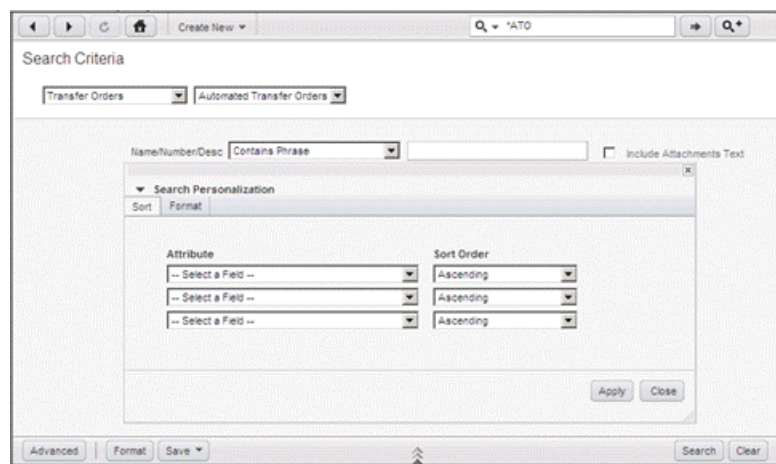 Create New
*ATO
Search Criteria
Transfer Orders Automated Transfer Orders
Name/Number/Desc Contains Phrase Include Attachments Text
Search Personalization
Sort Format
Attribute Sort Order
-- Select a Field -- Ascending
-- Select a Field -- Ascending
-- Select a Field -- Ascending
Apply Close
Advanced Format Save Search Clear